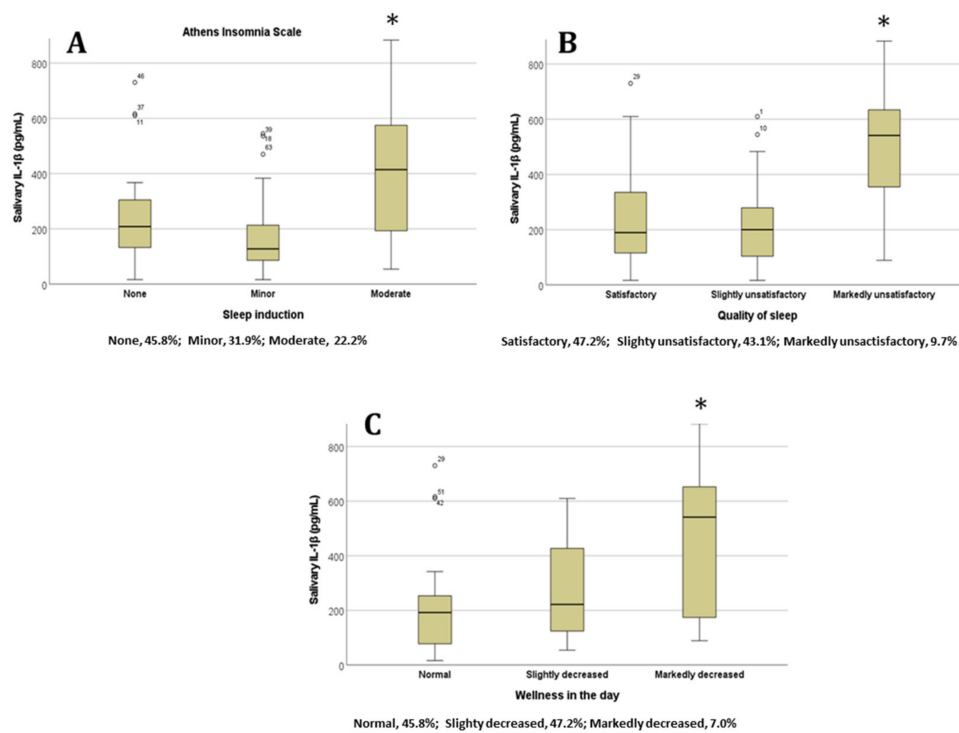 A
Athens Insomnia Scale
*
Salivary IL-1β (pg/mL)
800
600
400
200
0
46
37
11
39
18
63
None
Minor
Moderate
Sleep induction
None, 45.8%; Minor, 31.9%; Moderate, 22.2%
B
*
Salivary IL-1β (pg/mL)
800
600
400
200
0
29
1
10
Satisfactory
Slightly unsatisfactory
Markedly unsatisfactory
Quality of sleep
Satisfactory, 47.2%; Slighty unsatisfactory, 43.1%; Markedly unsactisfactory, 9.7%
C
*
Salivary IL-1β (pg/mL)
800
600
400
200
0
29
51
42
Normal
Slightly decreased
Markedly decreased
Wellness in the day
Normal, 45.8%; Slighty decreased, 47.2%; Markedly decreased, 7.0%